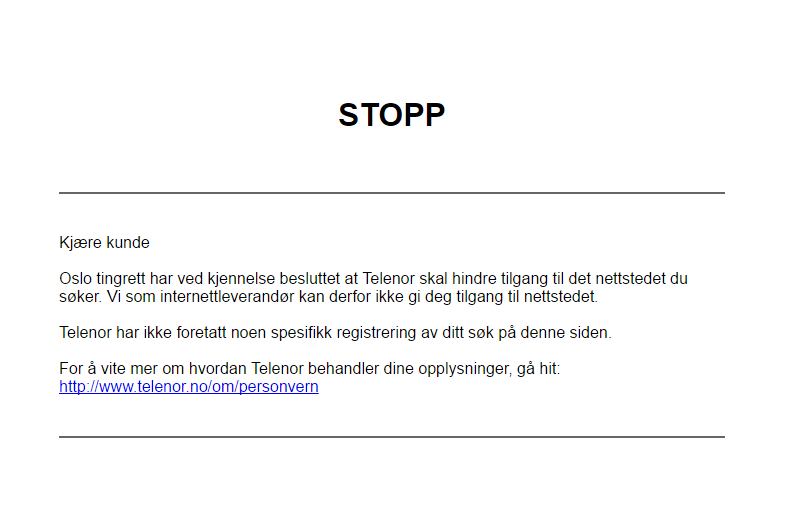 STOPP
Kjære kunde
Oslo tingrett har ved kjennelse besluttet at Telenor skal hindre tilgang til det nettstedet du
søker. Vi som internettleverandør kan derfor ikke gi deg tilgang til nettstedet.
Telenor har ikke foretatt noen spesifikk registrering av ditt søk på denne siden.
For å vite mer om hvordan Telenor behandler dine opplysninger, gå hit:
http://www.telenor.no/om/personvern